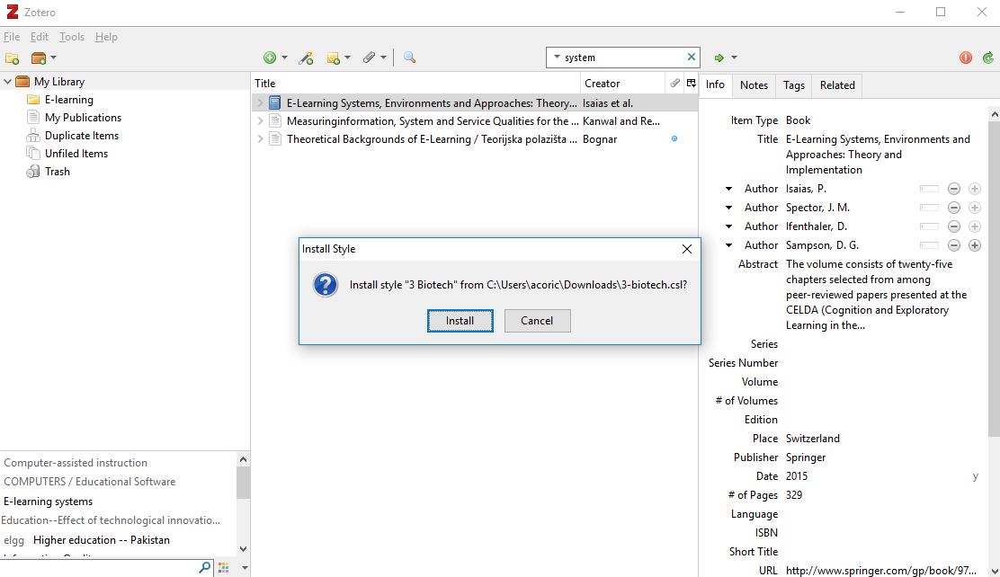 Zotero
File Edit Tools Help
system
My Library
E-learning
My Publications
Duplicate Items
Unfiled Items
Trash
Title Creator
E-Learning Systems, Environments and Approaches: Theory... Isaias et al.
Measuringinformation, System and Service Qualities for the ... Kanwal and Re...
Theoretical Backgrounds of E-Learning / Teorijska polazišta ... Bognar
Install Style
Install style "3 Biotech" from C:\Users\acoric\Downloads\3-biotech.csl?
Install Cancel
Info Notes Tags Related
Item Type Book
Title E-Learning Systems, Environments and
Approaches: Theory and
Implementation
Author Isaias, P.
Author Spector, J. M.
Author Ifenthaler, D.
Author Sampson, D. G.
Abstract The volume consists of twenty-five
chapters selected from among
peer-reviewed papers presented at the
CELDA (Cognition and Exploratory
Learning in the...
Series
Series Number
Volume
# of Volumes
Edition
Place Switzerland
Publisher Springer
Date 2015 y
# of Pages 329
Language
ISBN
Short Title
URL http://www.springer.com/gp/book/97...
Computer-assisted instruction
COMPUTERS / Educational Software
E-learning systems
Education--Effect of technological innovatio...
elgg Higher education -- Pakistan